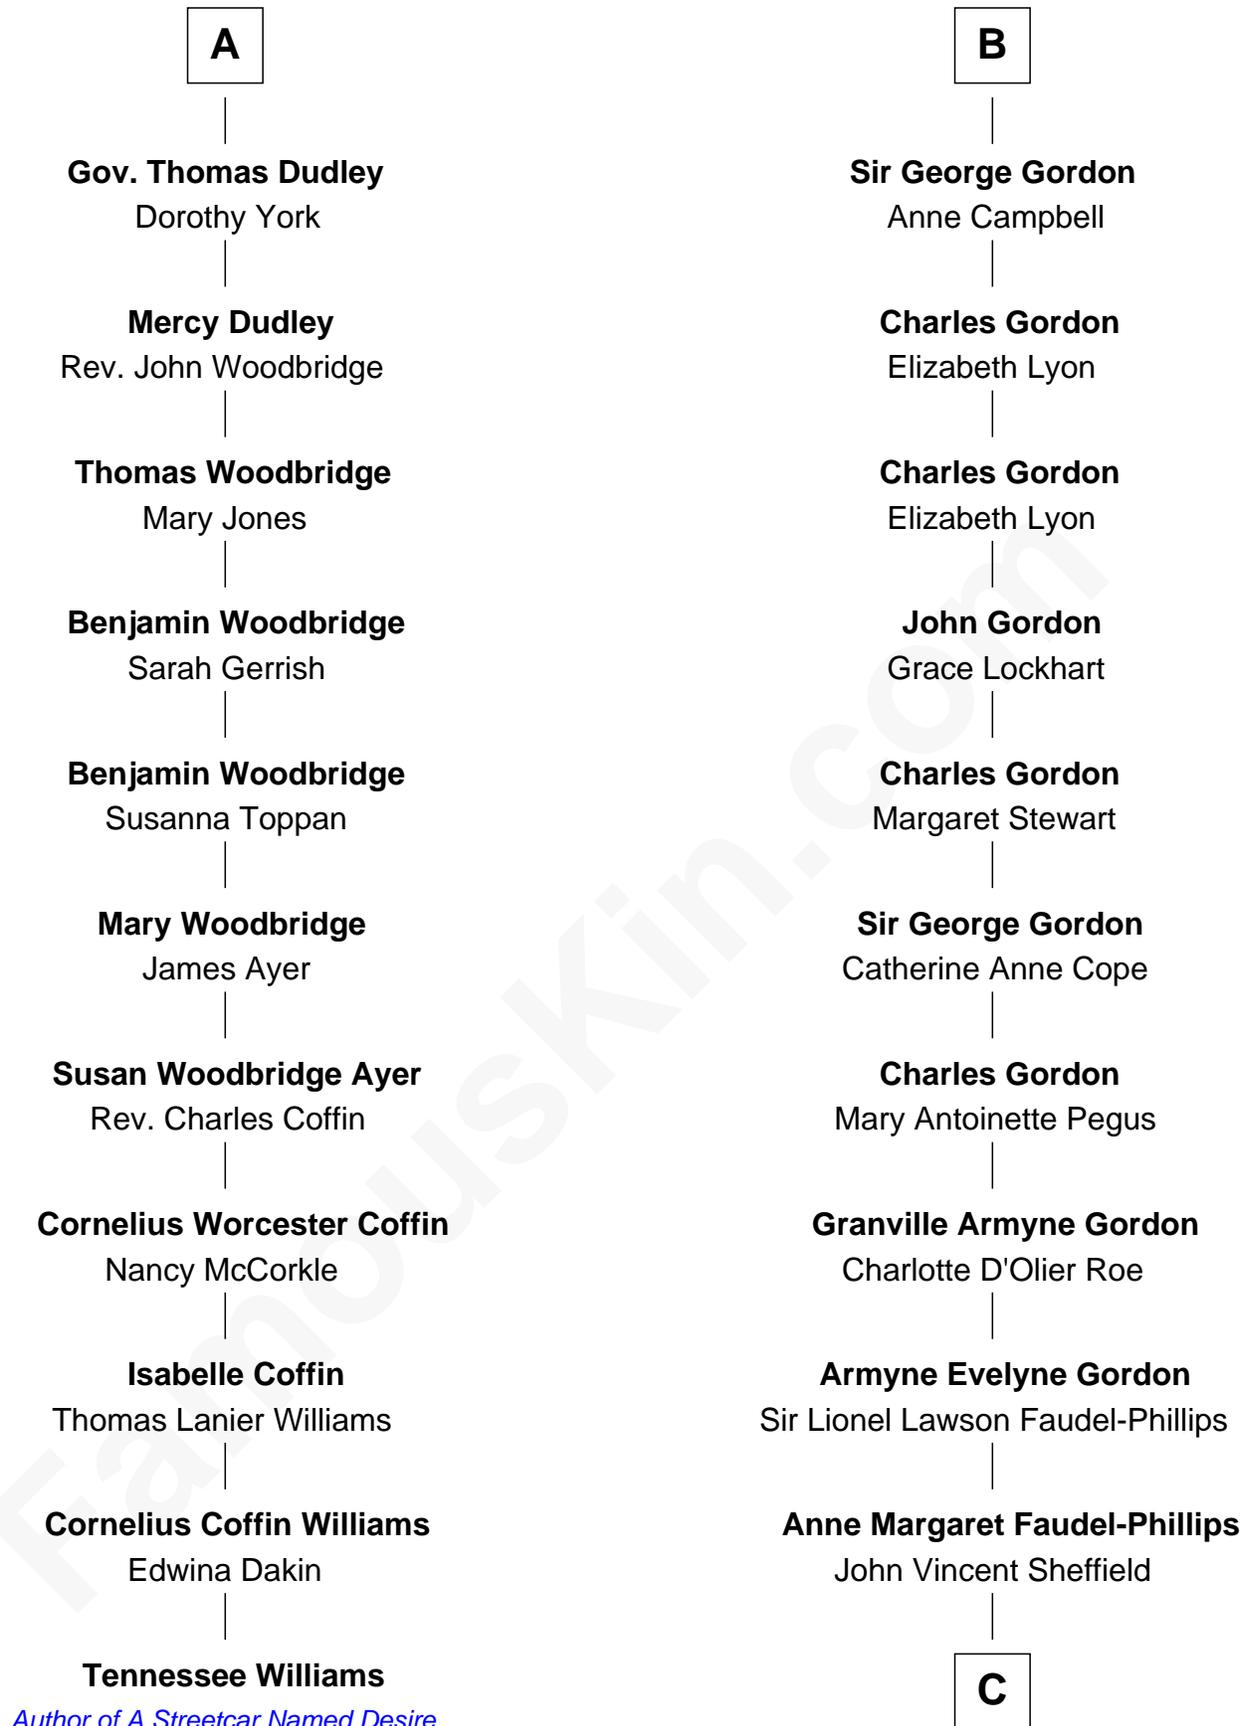 A
Gov. Thomas Dudley
Dorothy York
Mercy Dudley
Rev. John Woodbridge
Thomas Woodbridge
Mary Jones
Benjamin Woodbridge
Sarah Gerrish
Benjamin Woodbridge
Susanna Toppan
Mary Woodbridge
James Ayer
Susan Woodbridge Ayer
Rev. Charles Coffin
Cornelius Worcester Coffin
Nancy McCorkle
Isabelle Coffin
Thomas Lanier Williams
Cornelius Coffin Williams
Edwina Dakin
Tennessee Williams
Author of A Streetcar Named Desire
B
Sir George Gordon
Anne Campbell
Charles Gordon
Elizabeth Lyon
Charles Gordon
Elizabeth Lyon
John Gordon
Grace Lockhart
Charles Gordon
Margaret Stewart
Sir George Gordon
Catherine Anne Cope
Charles Gordon
Mary Antoinette Pegus
Granville Armyne Gordon
Charlotte D'Olier Roe
Armyne Evelyne Gordon
Sir Lionel Lawson Faudel-Phillips
Anne Margaret Faudel-Phillips
John Vincent Sheffield
C
FamousKin.com